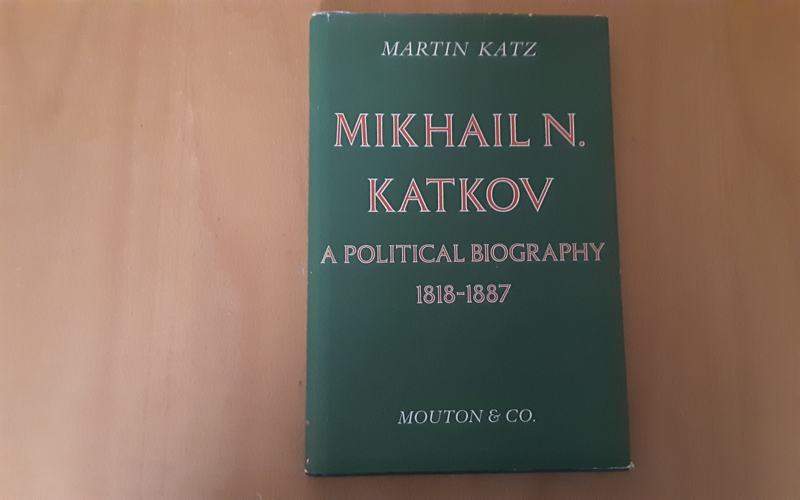 MARTIN KATZ
MIKHAIL N.
KATKOV
A POLITICAL BIOGRAPHY
1818-1887
MOUTON & CO.